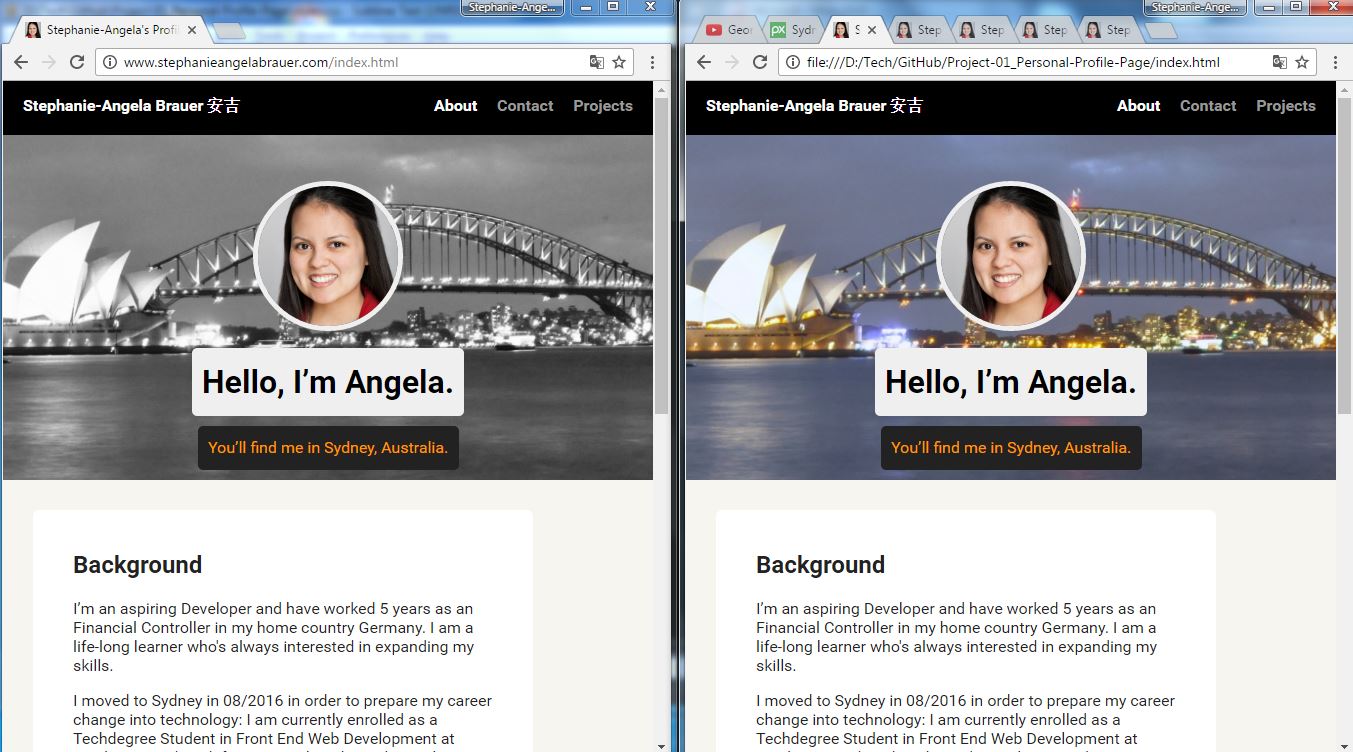 Stephanie-Ange...
Stephanie-Angela's Profil
www.stephanieangelabrauer.com/index.html
Stephanie-Angela Brauer 安吉
About Contact Projects
Hello, I’m Angela.
You’ll find me in Sydney, Australia.
Background
I’m an aspiring Developer and have worked 5 years as an
Financial Controller in my home country Germany. I am a
life-long learner who's always interested in expanding my
skills.
I moved to Sydney in 08/2016 in order to prepare my career
change into technology: I am currently enrolled as a
Techdegree Student in Front End Web Development at
Stephanie-Ange...
Geor
Sydn
S
Step
Step
Step
Step
file:///D:/Tech/GitHub/Project-01_Personal-Profile-Page/index.html
Stephanie-Angela Brauer 安吉
About Contact Projects
Hello, I’m Angela.
You’ll find me in Sydney, Australia.
Background
I’m an aspiring Developer and have worked 5 years as an
Financial Controller in my home country Germany. I am a
life-long learner who's always interested in expanding my
skills.
I moved to Sydney in 08/2016 in order to prepare my career
change into technology: I am currently enrolled as a
Techdegree Student in Front End Web Development at